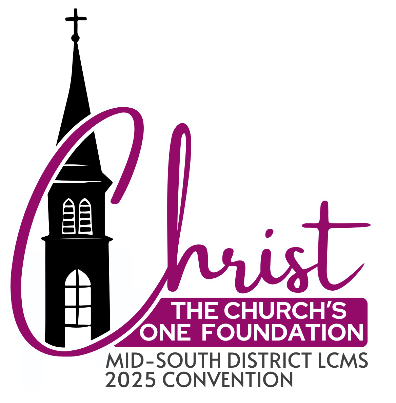 Christ
THE CHURCH'S
ONE FOUNDATION
MID-SOUTH DISTRICT LCMS
2025 CONVENTION